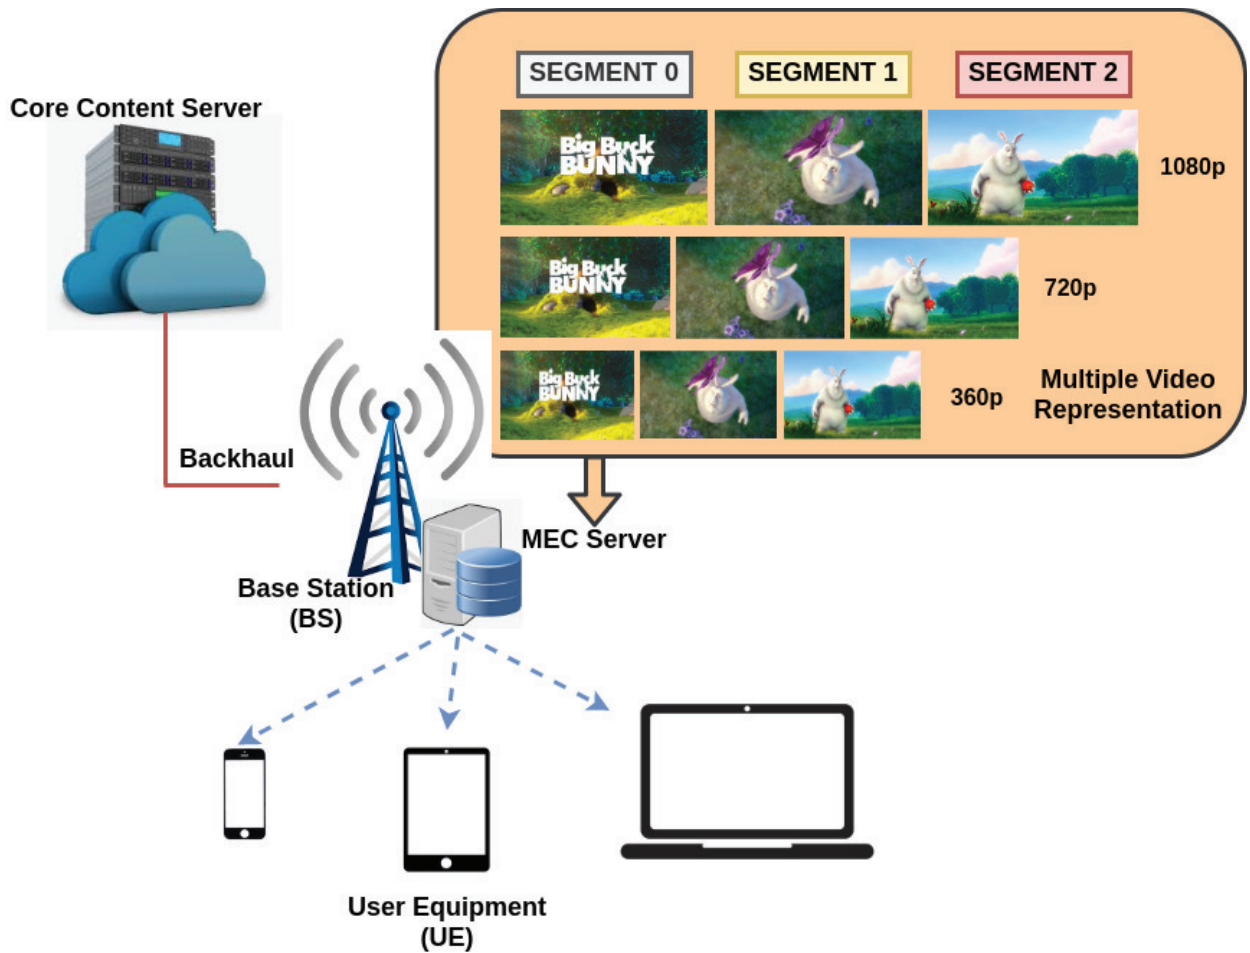 Core Content Server
SEGMENT 0
SEGMENT 1
SEGMENT 2
Big Buck
BUNNY
1080p
Big Buck
BUNNY
720p
Big Buck
BUNNY
360p
Multiple Video
Representation
Backhaul
MEC Server
Base Station
(BS)
User Equipment
(UE)